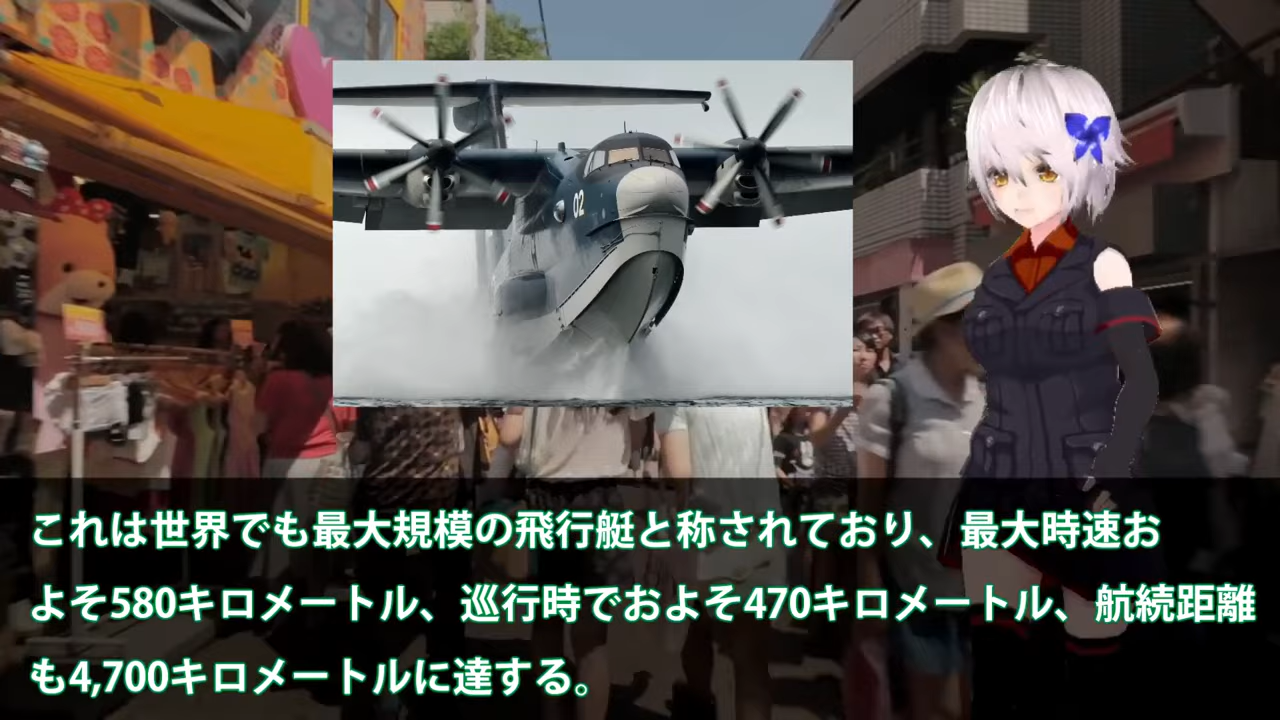 02
これは世界でも最大規模の飛行艇と称されており、最大時速お
よそ580キロメートル、巡行時でおよそ470キロメートル、航続距離
も4,700キロメートルに達する。